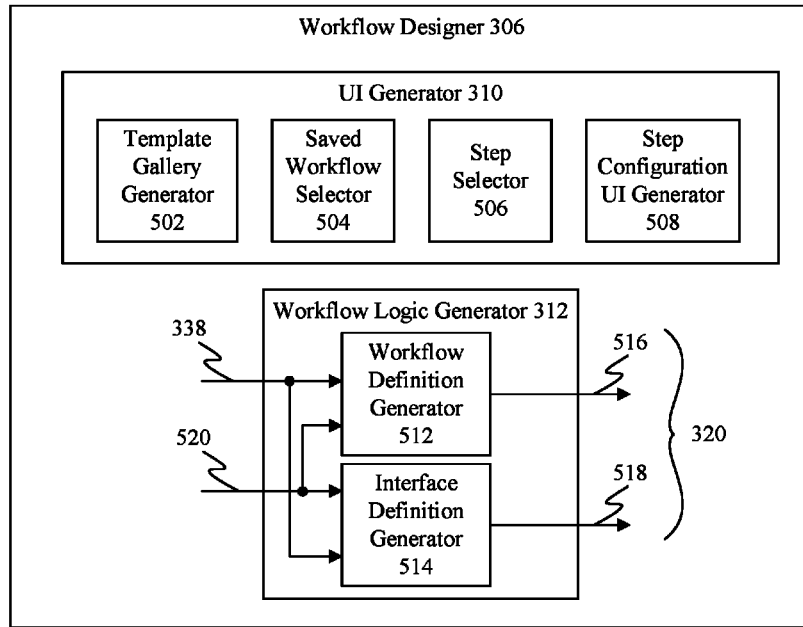 Workflow Designer 306
UI Generator 310
Template
Gallery
Generator
502
Saved
Workflow
Selector
504
Step
Selector
506
Step
Configuration
UI Generator
508
Workflow Logic Generator 312
338
520
Workflow
Definition
Generator
512
Interface
Definition
Generator
514
516
518
320